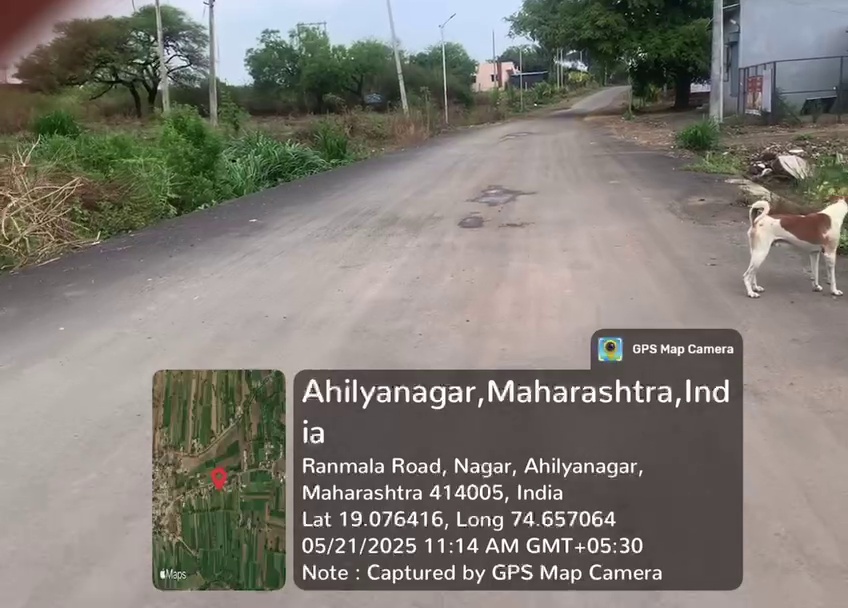 GPS Map Camera
Ahilyanagar,Maharashtra,Ind
ia
Ranmala Road, Nagar, Ahilyanagar,
Maharashtra 414005, India
Lat 19.076416, Long 74.657064
05/21/2025 11:14 AM GMT+05:30
Note : Captured by GPS Map Camera
Maps